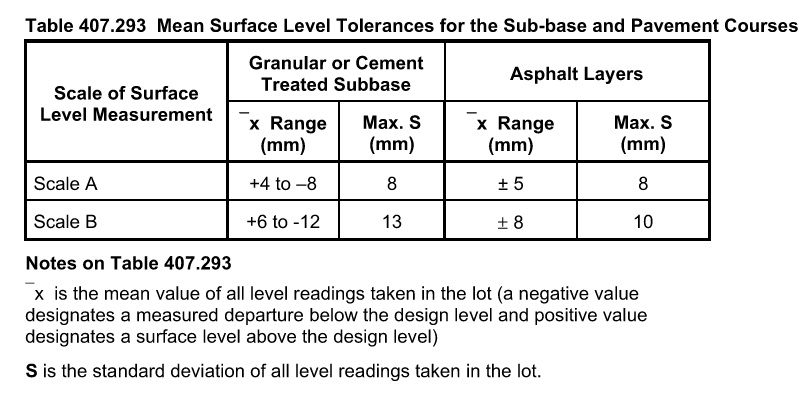 Table 407.293 Mean Surface Level Tolerances for the Sub-base and Pavement Courses
Scale of Surface Level Measurement
Granular or Cement Treated Subbase
Asphalt Layers
x̄ Range (mm)
Max. S (mm)
x̄ Range (mm)
Max. S (mm)
Scale A +4 to –8 8 ± 5 8
Scale B +6 to -12 13 ± 8 10
Notes on Table 407.293
x̄ is the mean value of all level readings taken in the lot (a negative value
designates a measured departure below the design level and positive value
designates a surface level above the design level)
S is the standard deviation of all level readings taken in the lot.